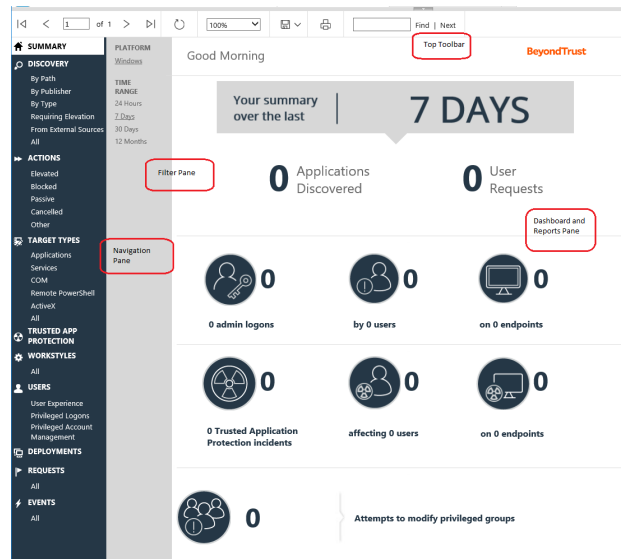 1 of 1 100% Find | Next
Top Toolbar
SUMMARY
DISCOVERY
By Path
By Publisher
By Type
Requiring Elevation
From External Sources
All
ACTIONS
Elevated
Blocked
Passive
Cancelled
Other
TARGET TYPES
Applications
Services
COM
Remote PowerShell
ActiveX
All
TRUSTED APP
PROTECTION
WORKSTYLES
All
USERS
User Experience
Privileged Logons
Privileged Account
Management
DEPLOYMENTS
REQUESTS
All
EVENTS
All
PLATFORM
Windows
TIME
RANGE
24 Hours
7 Days
30 Days
12 Months
Filter Pane
Navigation
Pane
Good Morning
BeyondTrust
Your summary
over the last
7 DAYS
0 Applications
Discovered
0 User
Requests
Dashboard and
Reports Pane
0
0 admin logons
0
by 0 users
0
on 0 endpoints
0
0 Trusted Application
Protection incidents
0
affecting 0 users
0
on 0 endpoints
0
Attempts to modify privileged groups